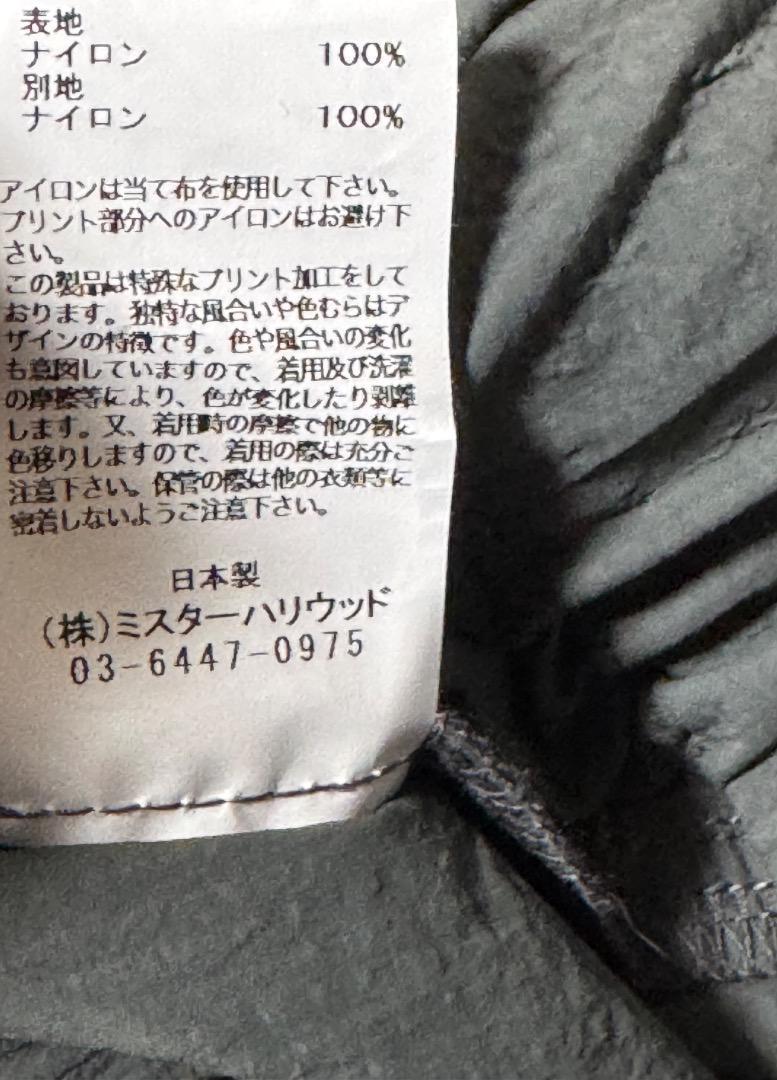 表地
ナイロン 100%
別地
ナイロン 100%
アイロンは当て布を使用して下さい。
プリント部分へのアイロンはお避け下
さい。
この製品は特殊なプリント加工をして
おります。独特な風合いや色むらはデ
ザインの特徴です。色や風合いの変化
も意図していますので、着用及び洗濯
の摩擦等により、色が変化したり剥離
します。又、着用時の摩擦で他の物に
色移りしますので、着用の際は充分ご
注意下さい。保管の際は他の衣類等に
密着しないようご注意下さい。
日本製
(株)ミスターハリウッド
03-6447-0975